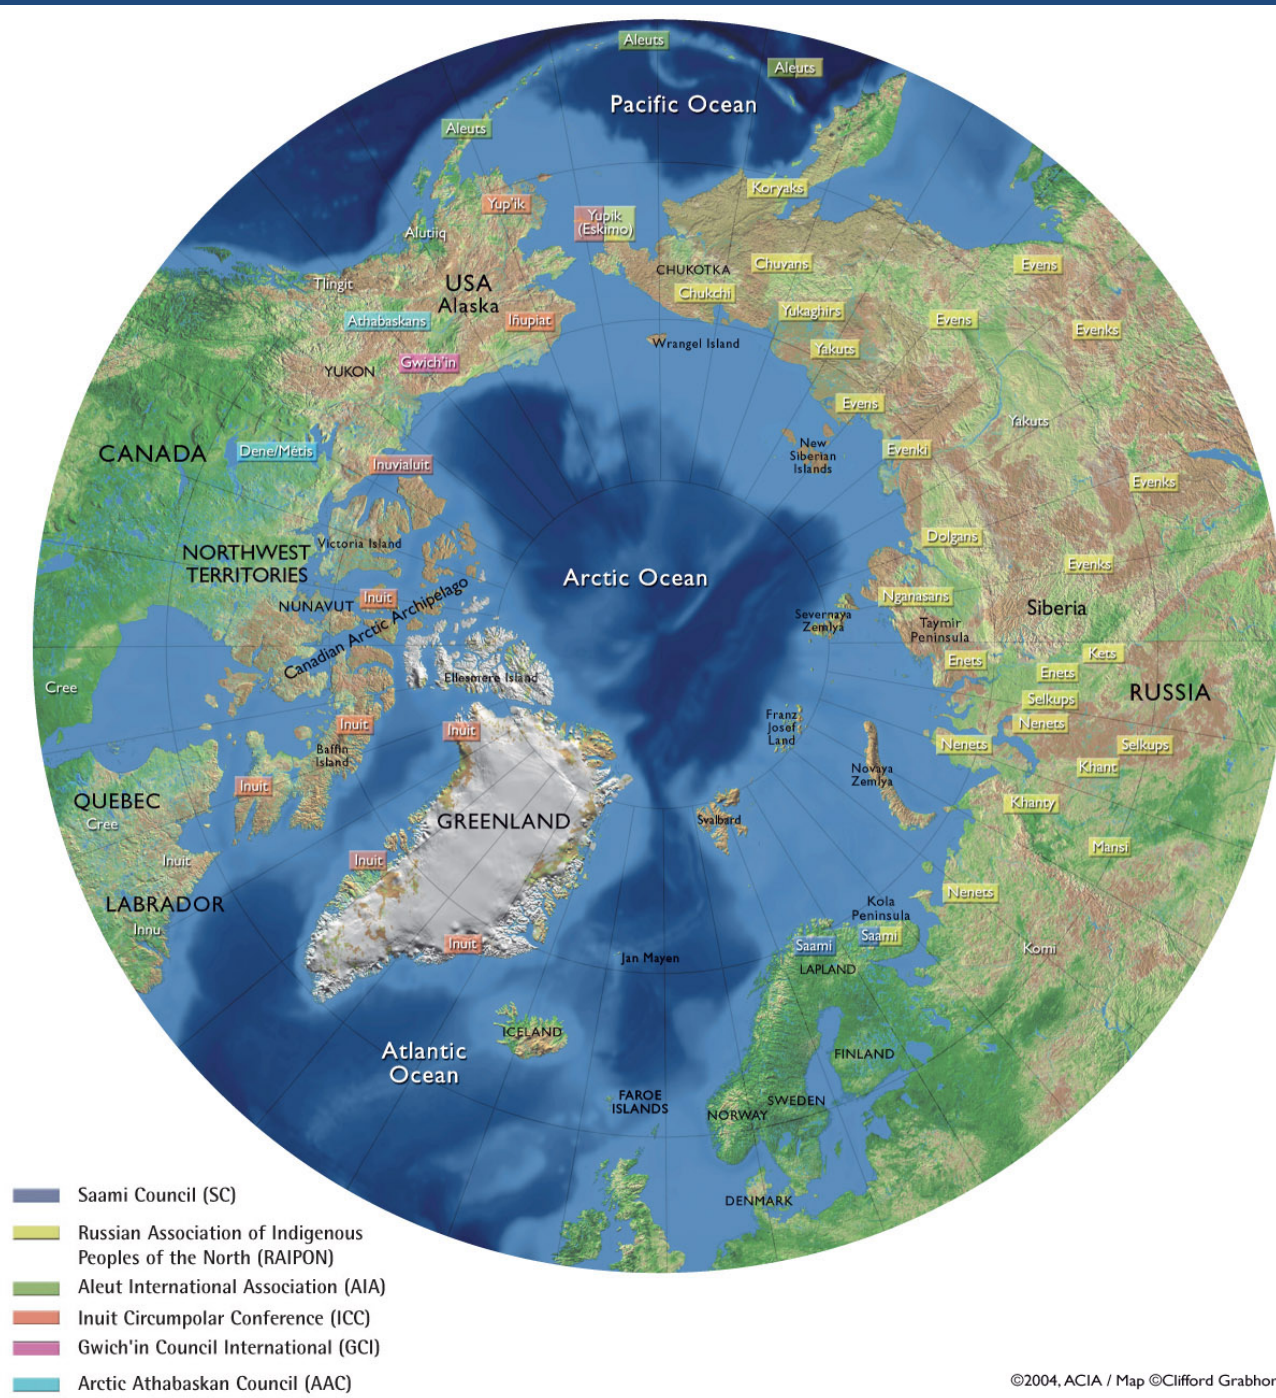 Aleuts
Aleuts
Pacific Ocean
Aleuts
Koryaks
Yup'ik
Yupik
(Eskimo)
Alutiiq
Tlingit
USA
Alaska
CHUKOTKA
Chuvans
Evens
Chukchi
Athabaskans
Iñupiat
Yukaghirs
Evens
Evenks
Wrangel Island
Yakuts
Gwich'in
YUKON
Evens
Yakuts
CANADA
Dene/Métis
Inuvialuit
New
Siberian
Islands
Evenki
Evenks
Victoria Island
Dolgans
NORTHWEST
TERRITORIES
Arctic Ocean
Evenks
NUNAVUT
Inuit
Canadian Arctic Archipelago
Severnaya
Zemlya
Nganasans
Taymir
Peninsula
Siberia
Enets
Kets
Enets
Cree
Ellesmere Island
Selkups
RUSSIA
Inuit
Inuit
Baffin
Island
Franz
Josef
Land
Nenets
Nenets
Selkups
Khant
Novaya
Zemlya
Inuit
QUEBEC
Cree
GREENLAND
Svalbard
Khanty
Mansi
Inuit
Inuit
LABRADOR
Innu
Kola
Peninsula
Nenets
Inuit
Saami
Saami
Komi
Jan Mayen
LAPLAND
ICELAND
Atlantic
Ocean
FINLAND
FAROE
ISLANDS
NORWAY
SWEDEN
DENMARK
Saami Council (SC)
Russian Association of Indigenous
Peoples of the North (RAIPON)
Aleut International Association (AIA)
Inuit Circumpolar Conference (ICC)
Gwich'in Council International (GCI)
Arctic Athabaskan Council (AAC)
©2004, ACIA / Map ©Clifford Grabhor